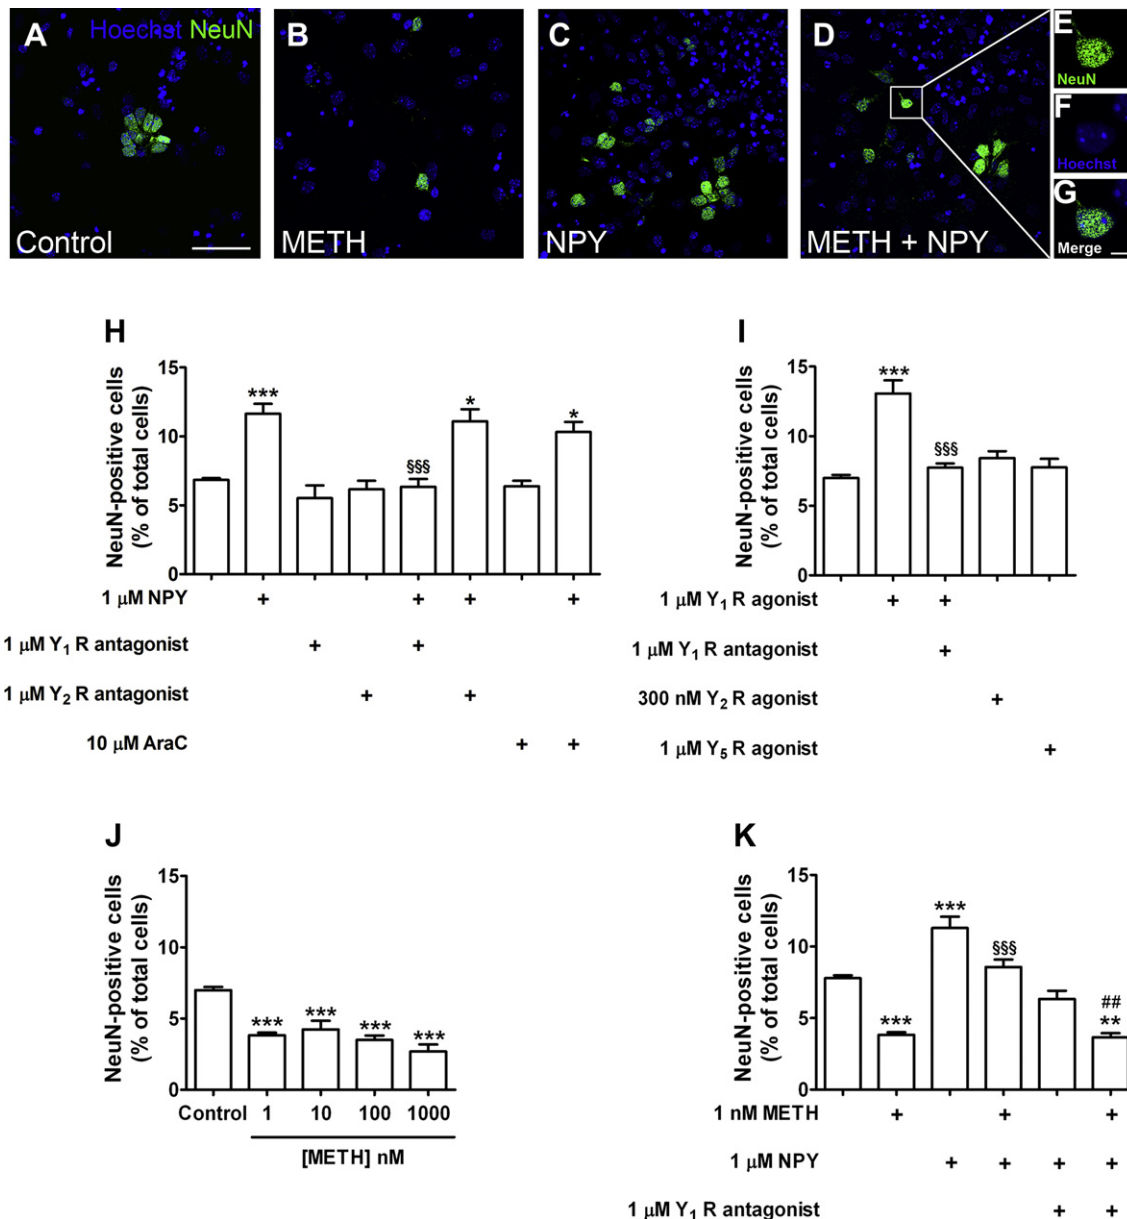 A Hoechst NeuN
Control
B
METH
C
NPY
D
METH + NPY
E
NeuN
F
Hoechst
G
Merge
H
NeuN-positive cells
(% of total cells)
15
10
5
0
***
§§§
*
*
1 µM NPY + + + +
1 µM Y₁ R antagonist + +
1 µM Y₂ R antagonist + +
10 µM AraC + +
I
NeuN-positive cells
(% of total cells)
15
10
5
0
***
§§§
1 µM Y₁ R agonist + +
1 µM Y₁ R antagonist +
300 nM Y₂ R agonist +
1 µM Y₅ R agonist +
J
NeuN-positive cells
(% of total cells)
15
10
5
0
***
***
***
***
Control 1 10 100 1000
[METH] nM
K
NeuN-positive cells
(% of total cells)
15
10
5
0
***
***
§§§
##
**
1 nM METH + + +
1 µM NPY + + + +
1 µM Y₁ R antagonist + +